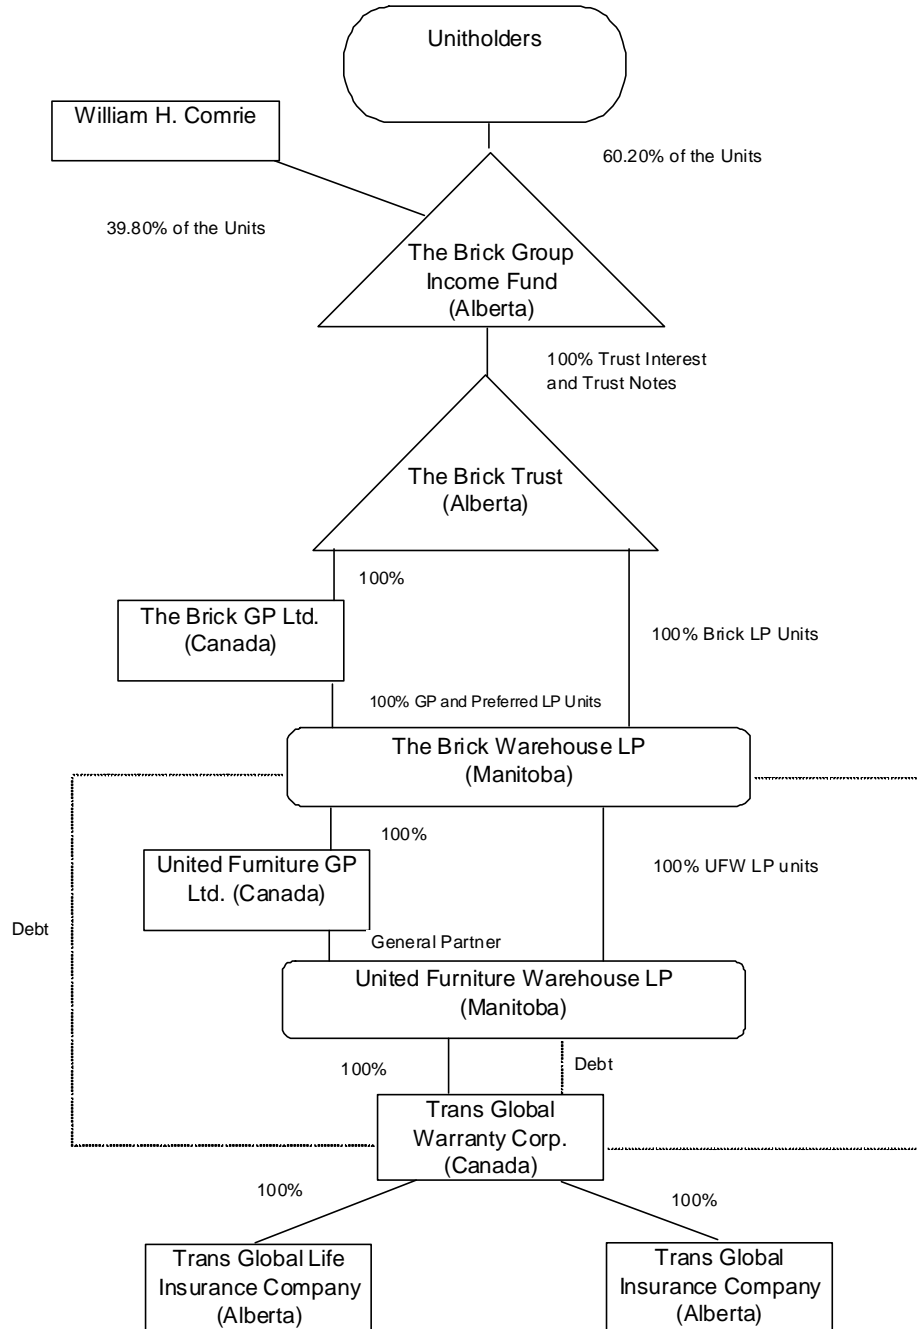 Unitholders
William H. Comrie
60.20% of the Units
39.80% of the Units
The Brick Group
Income Fund
(Alberta)
100% Trust Interest
and Trust Notes
The Brick Trust
(Alberta)
100%
The Brick GP Ltd.
(Canada)
100% Brick LP Units
100% GP and Preferred LP Units
The Brick Warehouse LP
(Manitoba)
100%
United Furniture GP
Ltd. (Canada)
100% UFW LP units
Debt
General Partner
United Furniture Warehouse LP
(Manitoba)
100%
Debt
Trans Global
Warranty Corp.
(Canada)
100%
100%
Trans Global Life
Insurance Company
(Alberta)
Trans Global
Insurance Company
(Alberta)